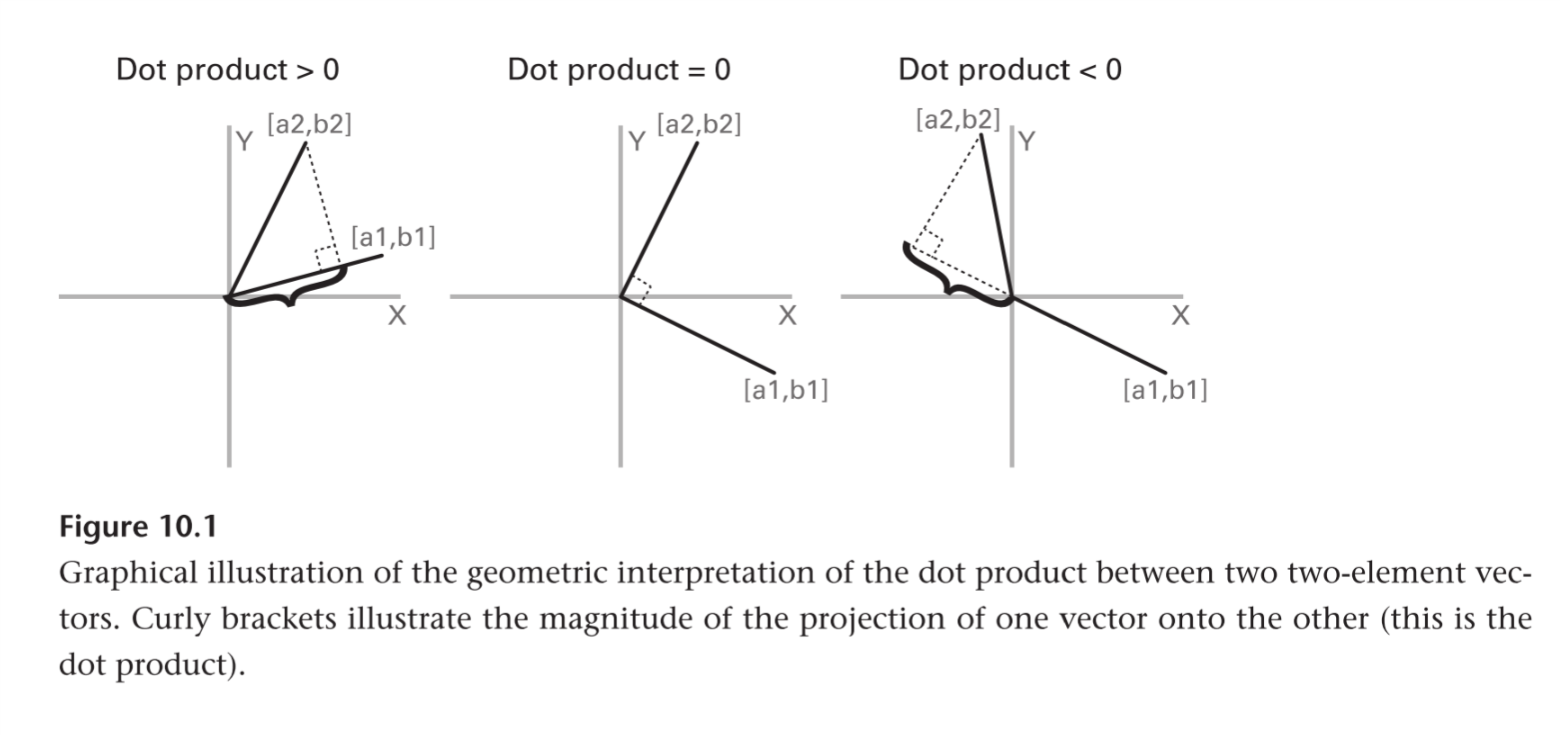 Dot product > 0
Dot product = 0
Dot product < 0
Y
[a2,b2]
[a1,b1]
X
Y
[a2,b2]
X
[a1,b1]
[a2,b2]
Y
X
[a1,b1]
Figure 10.1
Graphical illustration of the geometric interpretation of the dot product between two two-element vec-
tors. Curly brackets illustrate the magnitude of the projection of one vector onto the other (this is the
dot product).